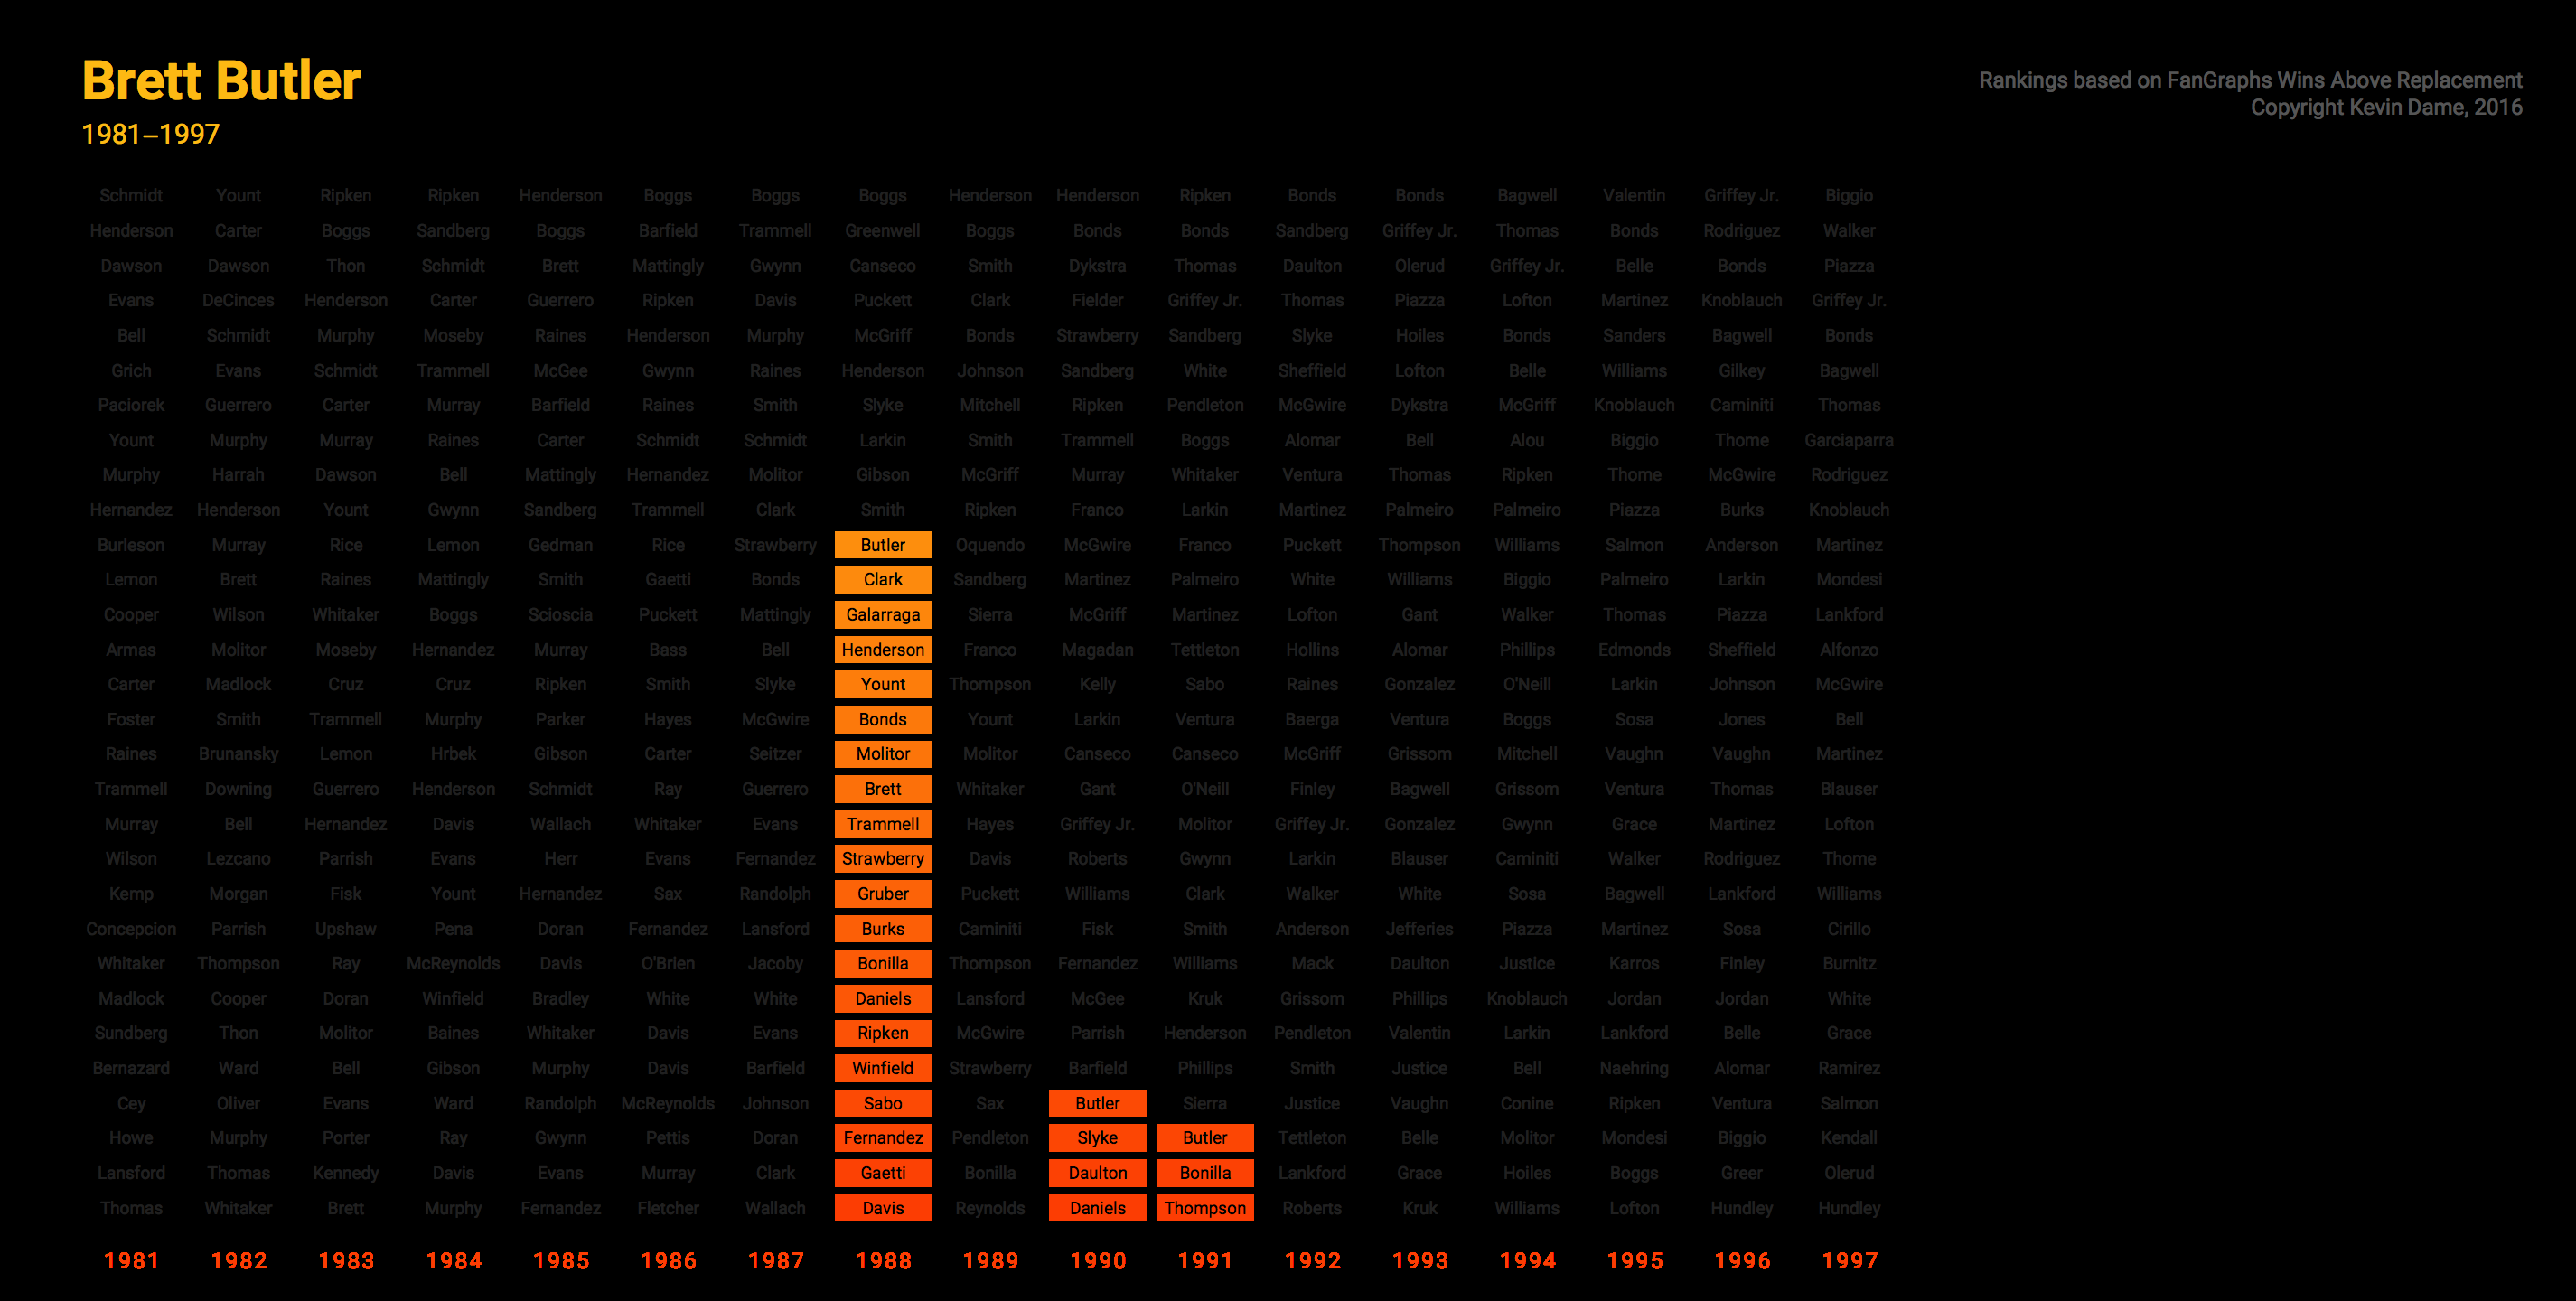 Brett Butler
1981–1997
Rankings based on FanGraphs Wins Above Replacement
Copyright Kevin Dame, 2016
Schmidt Yount Ripken Ripken Henderson Boggs Boggs Boggs Henderson Henderson Ripken Bonds Bonds Bagwell Valentin Griffey Jr. Biggio
Henderson Carter Boggs Sandberg Boggs Barfield Trammell Greenwell Boggs Bonds Bonds Sandberg Griffey Jr. Thomas Bonds Rodriguez Walker
Dawson Dawson Thon Schmidt Brett Mattingly Gwynn Canseco Smith Dykstra Thomas Daulton Olerud Griffey Jr. Belle Bonds Piazza
Evans DeCinces Henderson Carter Guerrero Ripken Davis Puckett Clark Fielder Griffey Jr. Thomas Piazza Lofton Martinez Knoblauch Griffey Jr.
Bell Schmidt Murphy Moseby Raines Henderson Murphy McGriff Bonds Strawberry Sandberg Slyke Hoiles Bonds Sanders Bagwell Bonds
Grich Evans Schmidt Trammell McGee Gwynn Raines Henderson Johnson Sandberg White Sheffield Lofton Belle Williams Gilkey Bagwell
Paciorek Guerrero Carter Murray Barfield Raines Smith Slyke Mitchell Ripken Pendleton McGwire Dykstra McGriff Knoblauch Caminiti Thomas
Yount Murphy Murray Raines Carter Schmidt Schmidt Larkin Smith Trammell Boggs Alomar Bell Alou Biggio Thome Garciaparra
Murphy Harrah Dawson Bell Mattingly Hernandez Molitor Gibson McGriff Murray Whitaker Ventura Thomas Ripken Thome McGwire Rodriguez
Hernandez Henderson Yount Gwynn Sandberg Trammell Clark Smith Ripken Franco Larkin Martinez Palmeiro Palmeiro Piazza Burks Knoblauch
Burleson Murray Rice Lemon Gedman Rice Strawberry Butler Oquendo McGwire Franco Puckett Thompson Williams Salmon Anderson Martinez
Lemon Brett Raines Mattingly Smith Gaetti Bonds Clark Sandberg Martinez Palmeiro White Williams Biggio Palmeiro Larkin Mondesi
Cooper Wilson Whitaker Boggs Scioscia Puckett Mattingly Galarraga Sierra McGriff Martinez Lofton Gant Walker Thomas Piazza Lankford
Armas Molitor Moseby Hernandez Murray Bass Bell Henderson Franco Magadan Tettleton Hollins Alomar Phillips Edmonds Sheffield Alfonzo
Carter Madlock Cruz Cruz Ripken Smith Slyke Yount Thompson Kelly Sabo Raines Gonzalez O'Neill Larkin Johnson McGwire
Foster Smith Trammell Murphy Parker Hayes McGwire Bonds Yount Larkin Ventura Baerga Ventura Boggs Sosa Jones Bell
Raines Brunansky Lemon Hrbek Gibson Carter Seitzer Molitor Molitor Canseco Canseco McGriff Grissom Mitchell Vaughn Vaughn Martinez
Trammell Downing Guerrero Henderson Schmidt Ray Guerrero Brett Whitaker Gant O'Neill Finley Bagwell Grissom Ventura Thomas Blauser
Murray Bell Hernandez Davis Wallach Whitaker Evans Trammell Hayes Griffey Jr. Molitor Griffey Jr. Gonzalez Gwynn Grace Martinez Lofton
Wilson Lezcano Parrish Evans Herr Evans Fernandez Strawberry Davis Roberts Gwynn Larkin Blauser Caminiti Walker Rodriguez Thome
Kemp Morgan Fisk Yount Hernandez Sax Randolph Gruber Puckett Williams Clark Walker White Sosa Bagwell Lankford Williams
Concepcion Parrish Upshaw Pena Doran Fernandez Lansford Burks Caminiti Fisk Smith Anderson Jefferies Piazza Martinez Sosa Cirillo
Whitaker Thompson Ray McReynolds Davis O'Brien Jacoby Bonilla Thompson Fernandez Williams Mack Daulton Justice Karros Finley Burnitz
Madlock Cooper Doran Winfield Bradley White White Daniels Lansford McGee Kruk Grissom Phillips Knoblauch Jordan Jordan White
Sundberg Thon Molitor Baines Whitaker Davis Evans Ripken McGwire Parrish Henderson Pendleton Valentin Larkin Lankford Belle Grace
Bernazard Ward Bell Gibson Murphy Davis Barfield Winfield Strawberry Barfield Phillips Smith Justice Bell Naehring Alomar Ramirez
Cey Oliver Evans Ward Randolph McReynolds Johnson Sabo Sax Butler Sierra Justice Vaughn Conine Ripken Ventura Salmon
Howe Murphy Porter Ray Gwynn Pettis Doran Fernandez Pendleton Slyke Butler Tettleton Belle Molitor Mondesi Biggio Kendall
Lansford Thomas Kennedy Davis Evans Murray Clark Gaetti Bonilla Daulton Bonilla Lankford Grace Hoiles Boggs Greer Olerud
Thomas Whitaker Brett Murphy Fernandez Fletcher Wallach Davis Reynolds Daniels Thompson Roberts Kruk Williams Lofton Hundley Hundley
1981 1982 1983 1984 1985 1986 1987 1988 1989 1990 1991 1992 1993 1994 1995 1996 1997